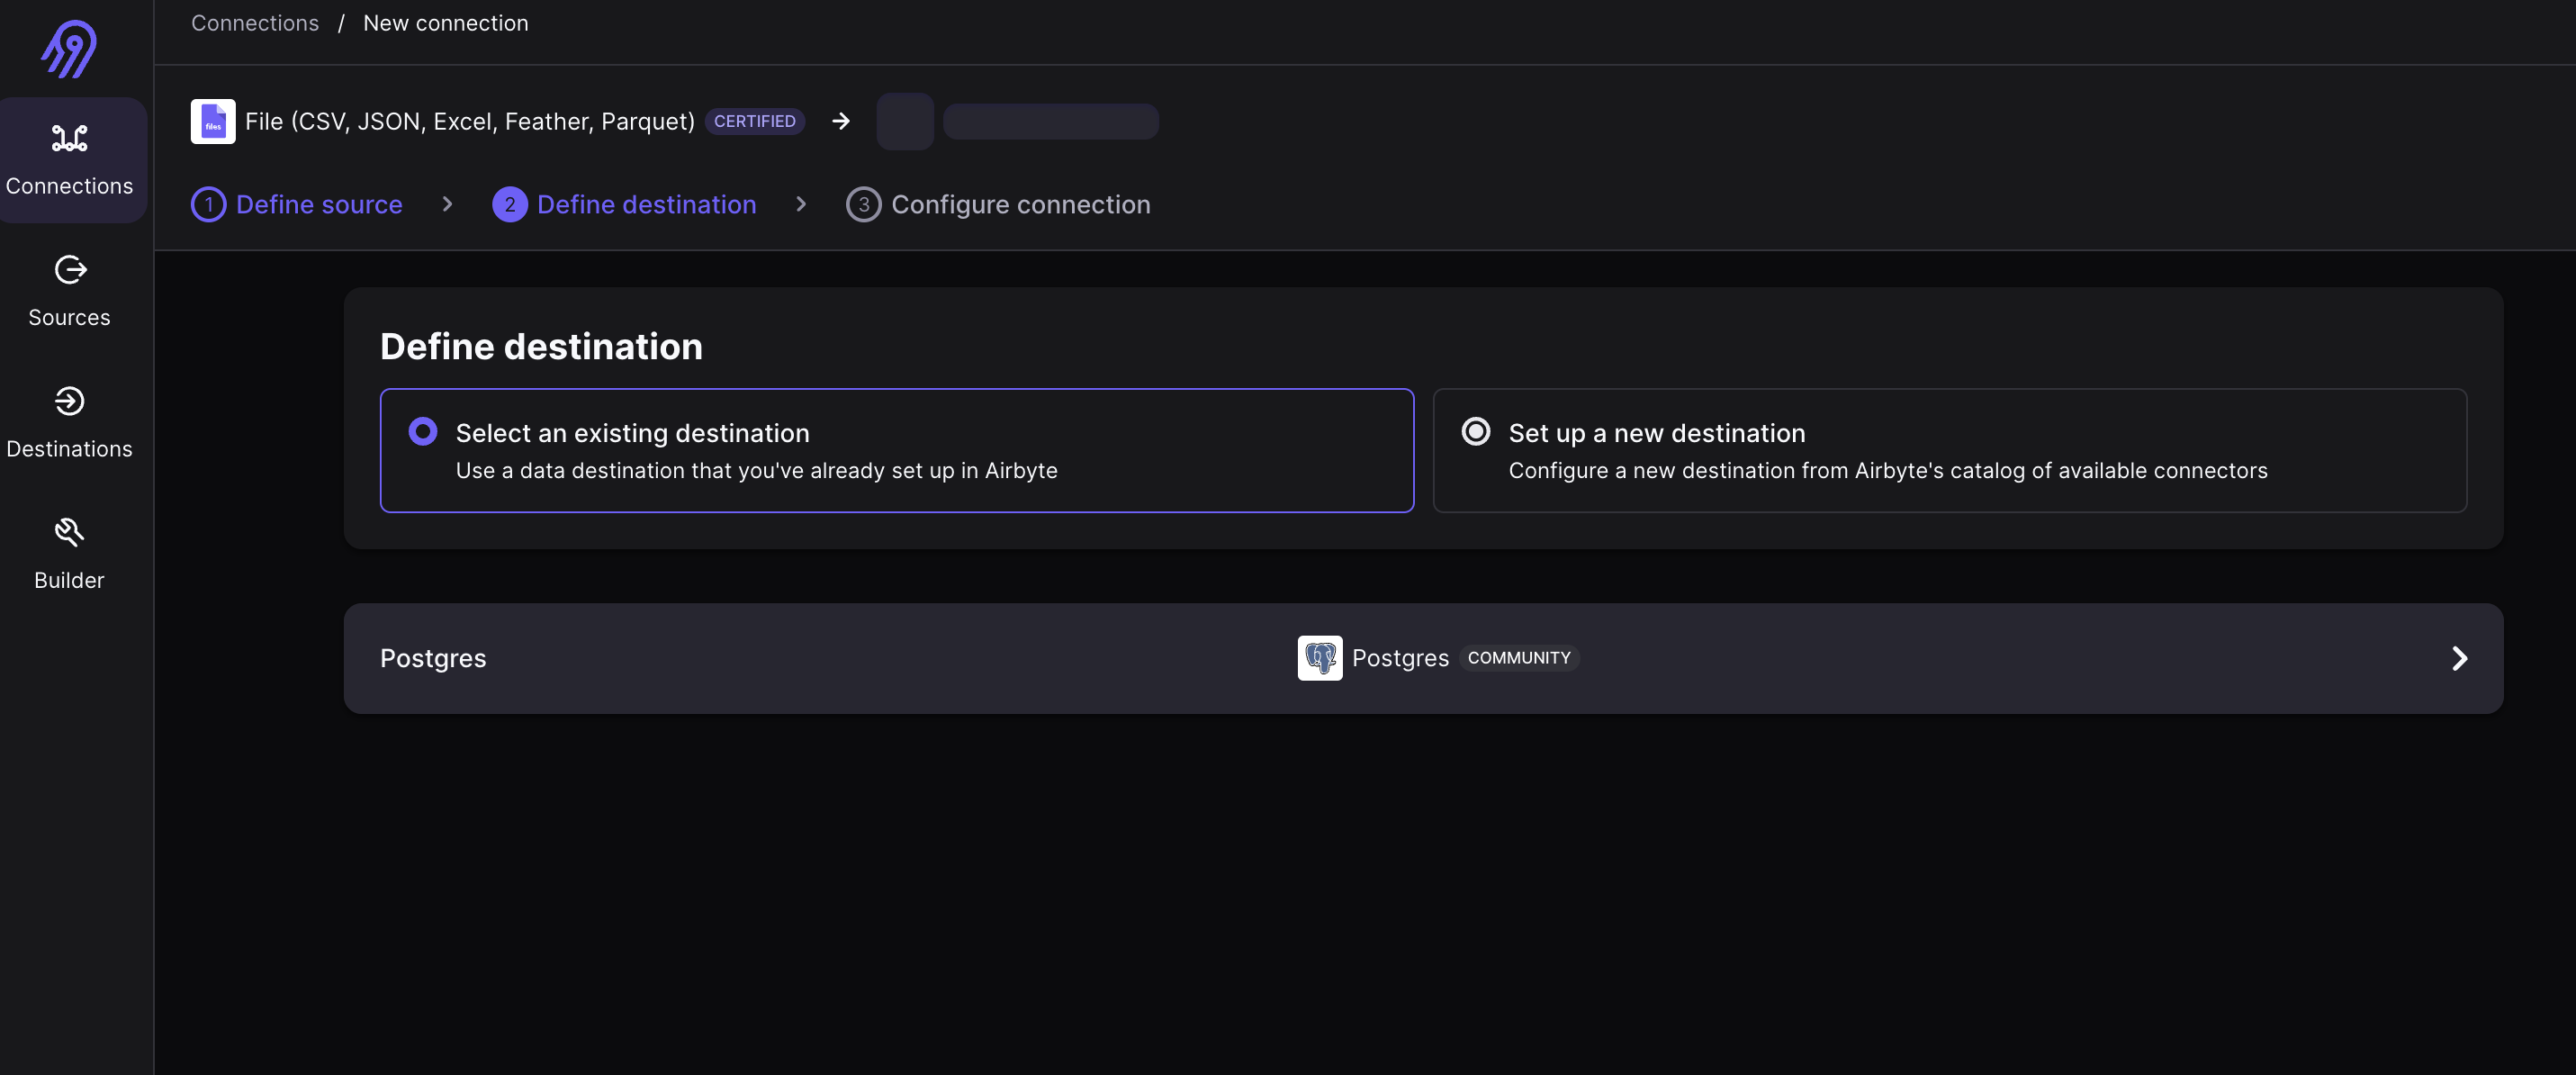 Connections / New connection
files
File (CSV, JSON, Excel, Feather, Parquet) CERTIFIED
1 Define source 2 Define destination 3 Configure connection
Connections
Sources
Destinations
Builder
Define destination
Select an existing destination
Use a data destination that you've already set up in Airbyte
Set up a new destination
Configure a new destination from Airbyte's catalog of available connectors
Postgres Postgres COMMUNITY